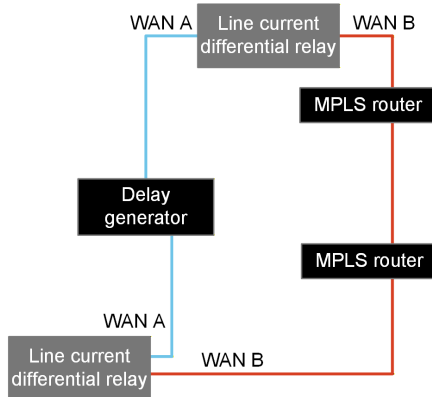 WAN A
Line current
differential relay
WAN B
MPLS router
Delay
generator
MPLS router
WAN A
Line current
differential relay
WAN B